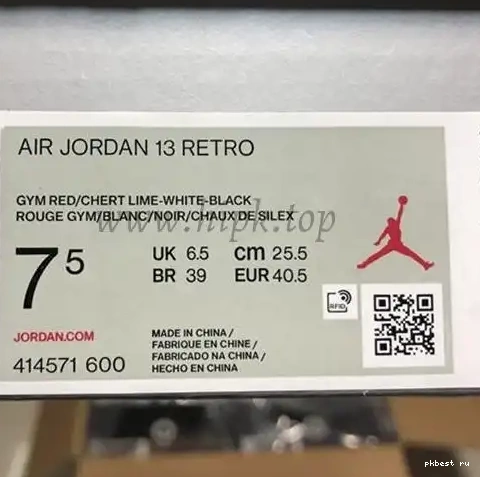 AIR JORDAN 13 RETRO
GYM RED/CHERT LIME-WHITE-BLACK
ROUGE GYM/BLANC/NOIR/CHAUX DE SILEX
www.hipk.top
7 5
UK 6.5 cm 25.5
BR 39 EUR 40.5
RFID
JORDAN.COM
414571 600
MADE IN CHINA /
FABRIQUE EN CHINE /
FABRICADO NA CHINA /
HECHO EN CHINA
pkbest ru